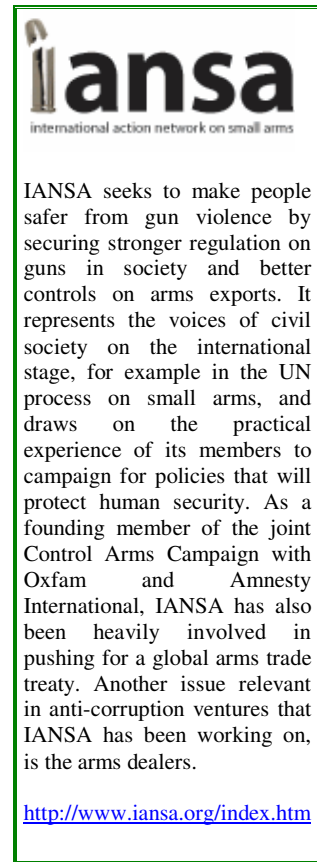 iansa
international action network on small arms
IANSA seeks to make people
safer from gun violence by
securing stronger regulation on
guns in society and better
controls on arms exports. It
represents the voices of civil
society on the international
stage, for example in the UN
process on small arms, and
draws on the practical
experience of its members to
campaign for policies that will
protect human security. As a
founding member of the joint
Control Arms Campaign with
Oxfam and Amnesty
International, IANSA has also
been heavily involved in
pushing for a global arms trade
treaty. Another issue relevant
in anti-corruption ventures that
IANSA has been working on,
is the arms dealers.
http://www.iansa.org/index.htm